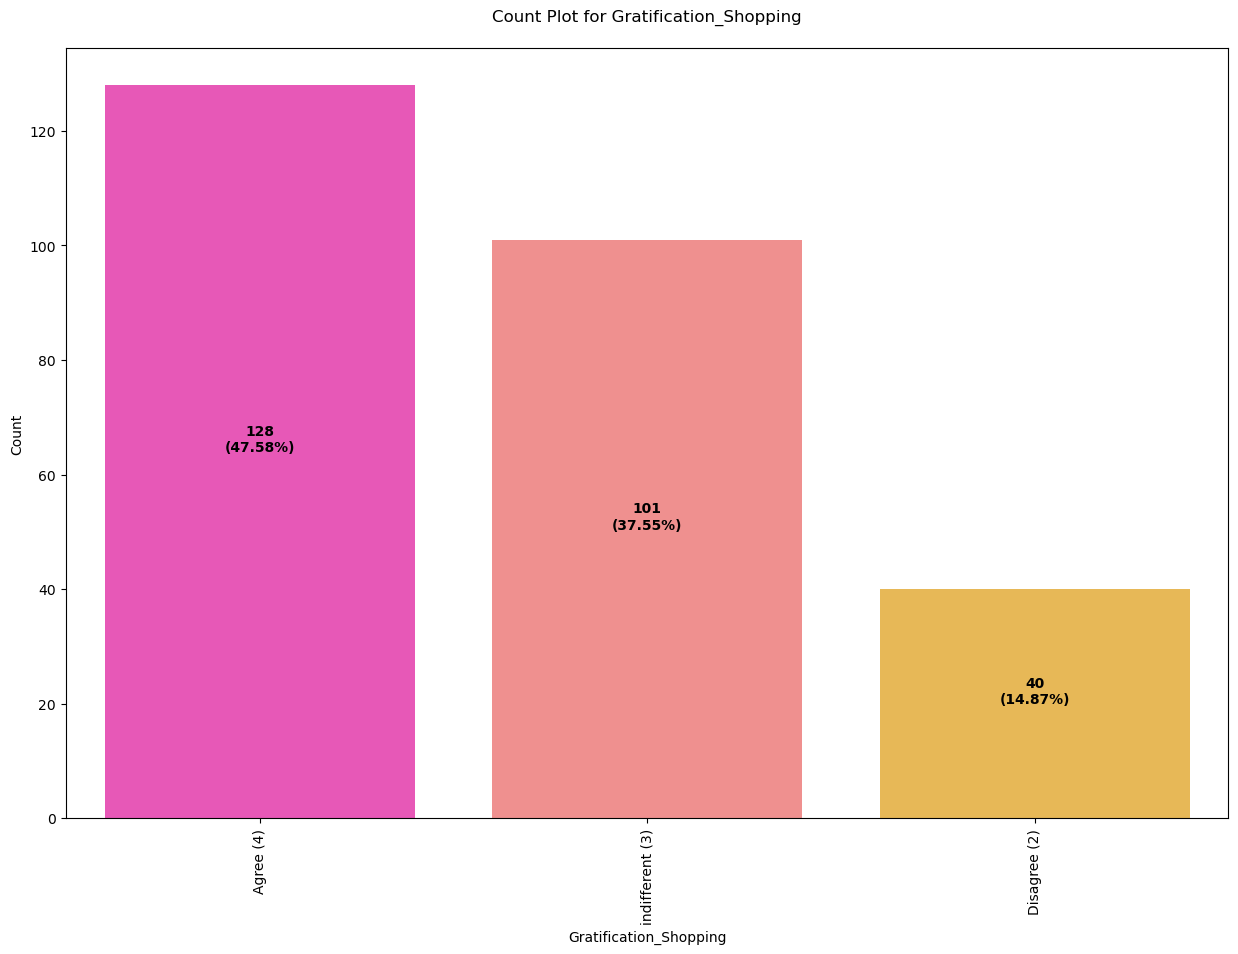 Count Plot for Gratification_Shopping
120
100
80
60
40
20
0
Count
128
(47.58%)
101
(37.55%)
40
(14.87%)
Agree (4)
indifferent (3)
Disagree (2)
Gratification_Shopping